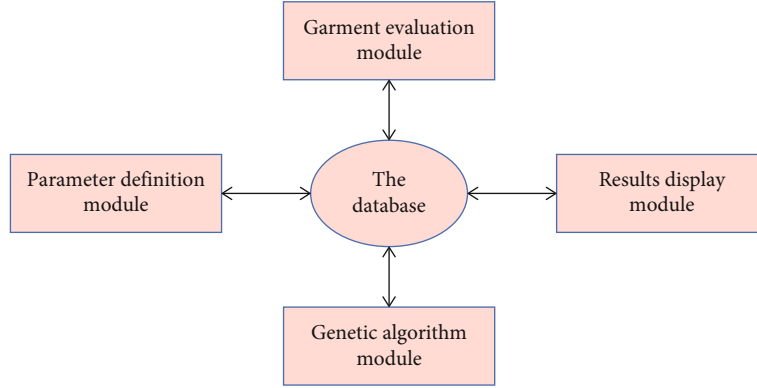 Garment evaluation
module
Parameter definition
module
The
database
Results display
module
Genetic algorithm
module